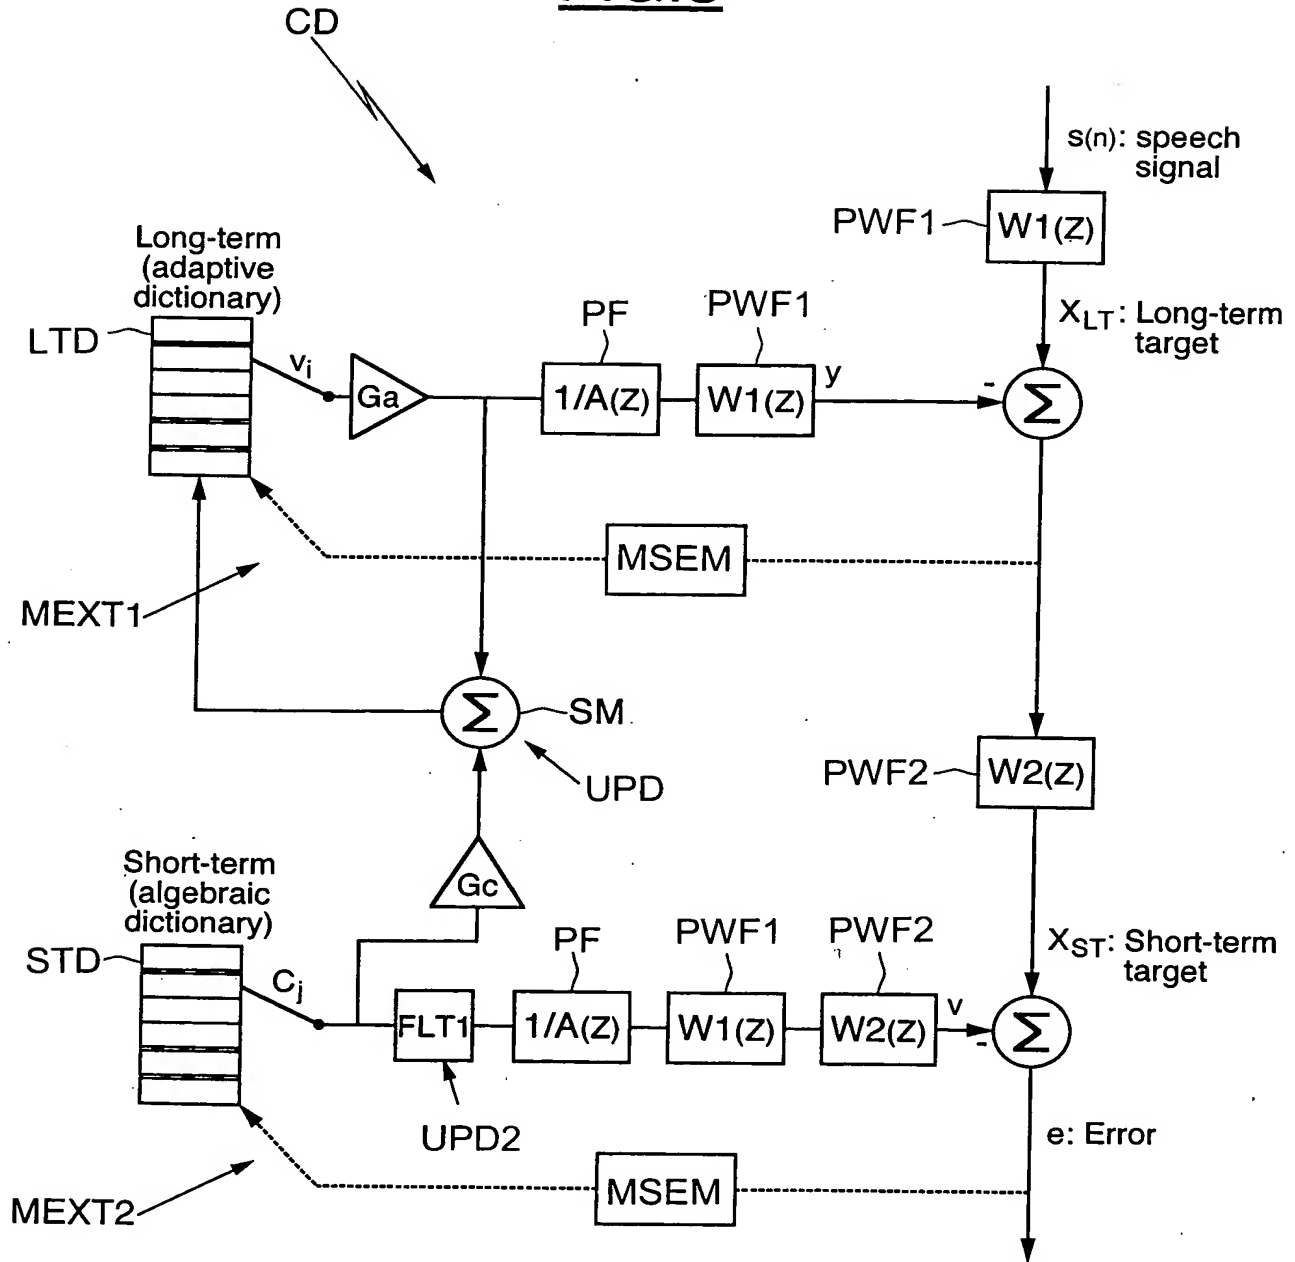 CD
s(n): speech
signal
PWF1
W1(z)
Long-term
(adaptive
dictionary)
LTD
vi
Ga
PF
1/A(z)
PWF1
W1(z)
y
XLT: Long-term
target
-
Σ
MSEM
MEXT1
Σ
SM
UPD
PWF2
W2(z)
Short-term
(algebraic
dictionary)
STD
Cj
Gc
FLT1
UPD2
PF
1/A(z)
PWF1
W1(z)
PWF2
W2(z)
v
XST: Short-term
target
-
Σ
e: Error
MSEM
MEXT2